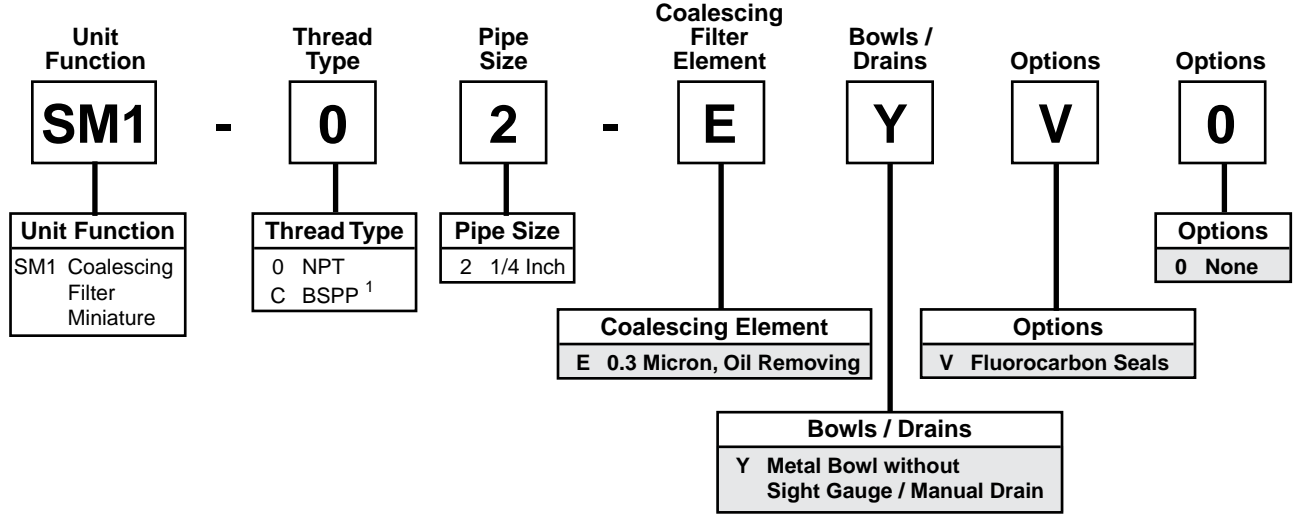 Unit
Function
Thread
Type
Pipe
Size
Coalescing
Filter
Element
Bowls /
Drains
Options
Options
SM1 - 0 2 - E Y V 0
Unit Function
SM1 Coalescing
Filter
Miniature
Thread Type
0 NPT
C BSPP 1
Pipe Size
2 1/4 Inch
Options
0 None
Coalescing Element
E 0.3 Micron, Oil Removing
Options
V Fluorocarbon Seals
Bowls / Drains
Y Metal Bowl without
Sight Gauge / Manual Drain